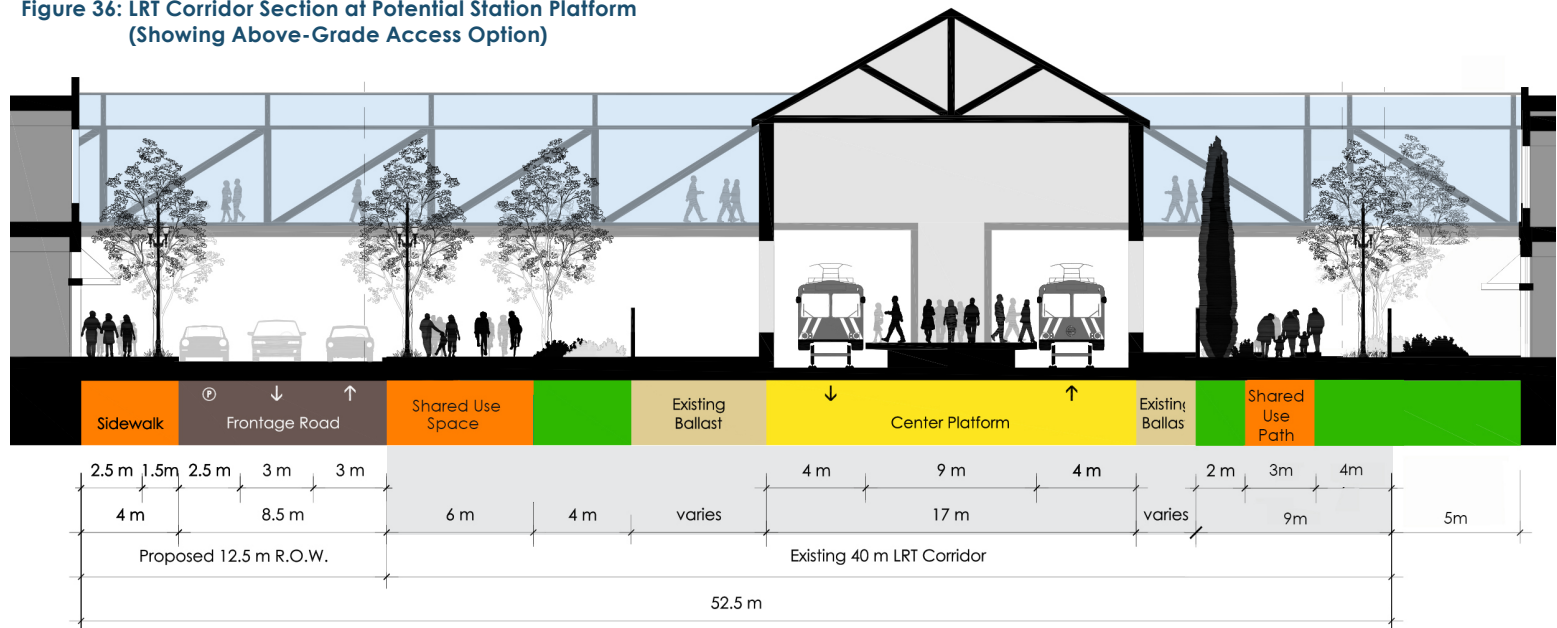 Figure 36: LRT Corridor Section at Potential Station Platform
(Showing Above-Grade Access Option)
P ↓ ↑ ↓ ↑
Sidewalk
Frontage Road
Shared Use
Space
Existing
Ballast
Center Platform
Existing
Ballas
Shared
Use
Path
2.5 m 1.5m 2.5 m 3 m 3 m 4 m 9 m 4 m 2 m 3m 4m
4 m 8.5 m 6 m 4 m varies 17 m varies 9m 5m
Proposed 12.5 m R.O.W. Existing 40 m LRT Corridor
52.5 m